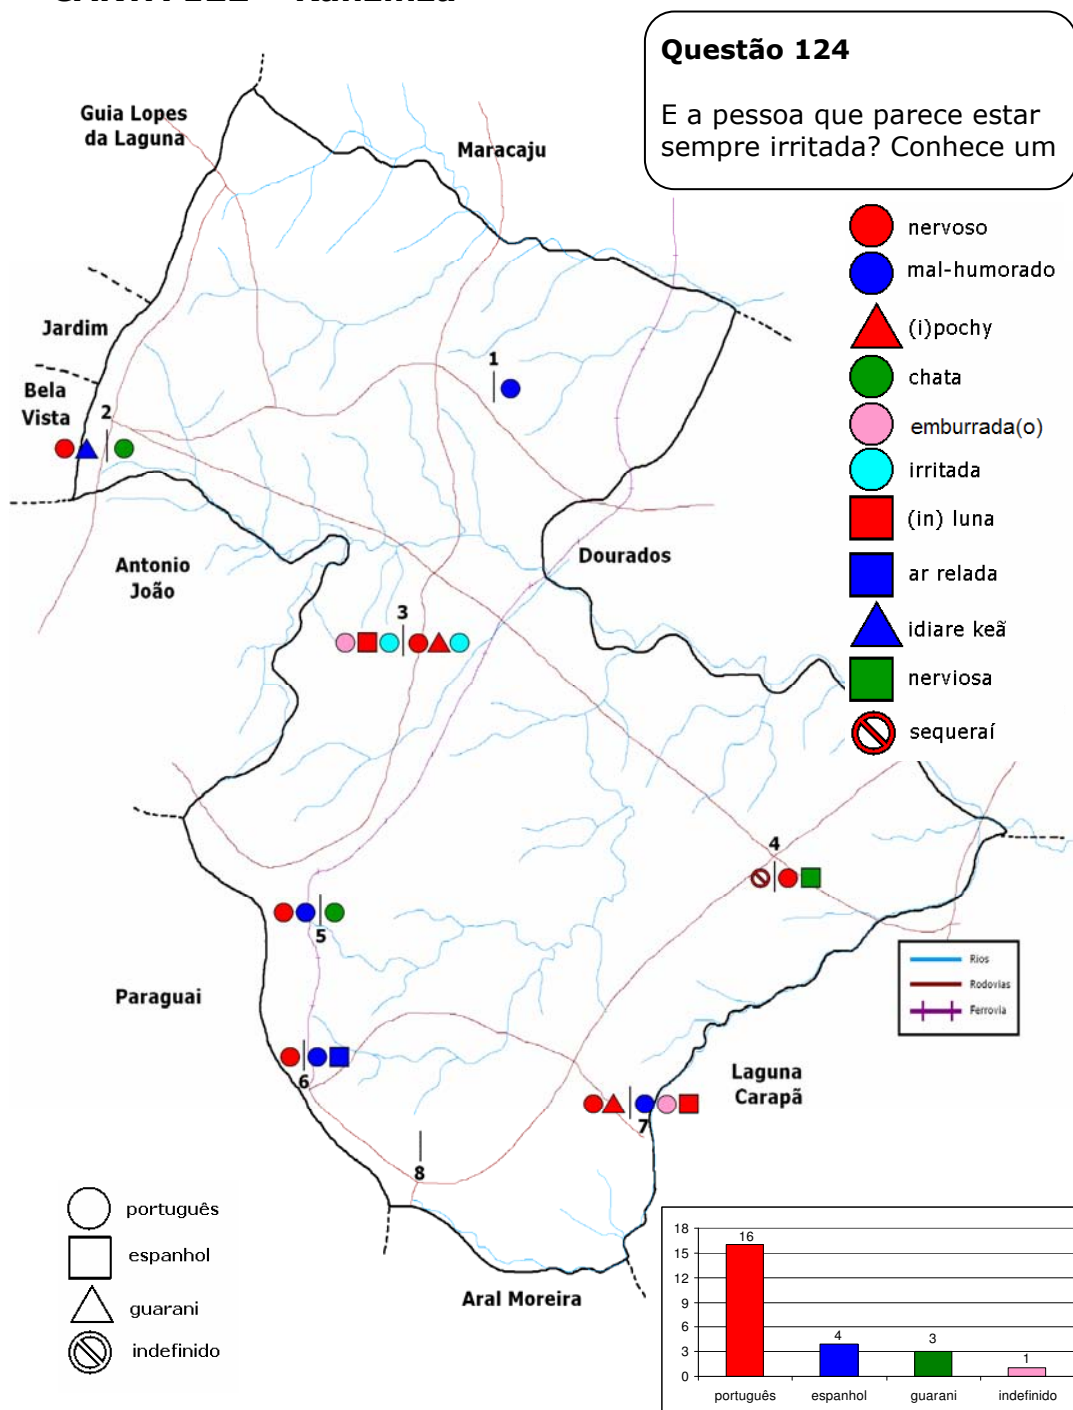 Questão 124
E a pessoa que parece estar
sempre irritada? Conhece um
Guia Lopes
da Laguna
Maracaju
nervoso
mal-humorado
(i)pochy
chata
emburrada(o)
irritada
(in) luna
ar relada
idiare keã
nerviosa
sequeraí
Jardim
Bela
Vista
1
2
Antonio
João
Dourados
3
4
5
Paraguai
Rios
Rodovias
Ferrovia
6
Laguna
Carapã
7
8
Aral Moreira
português
espanhol
guarani
indefinido
18
15
12
9
6
3
0
16
4
3
1
português
espanhol
guarani
indefinido